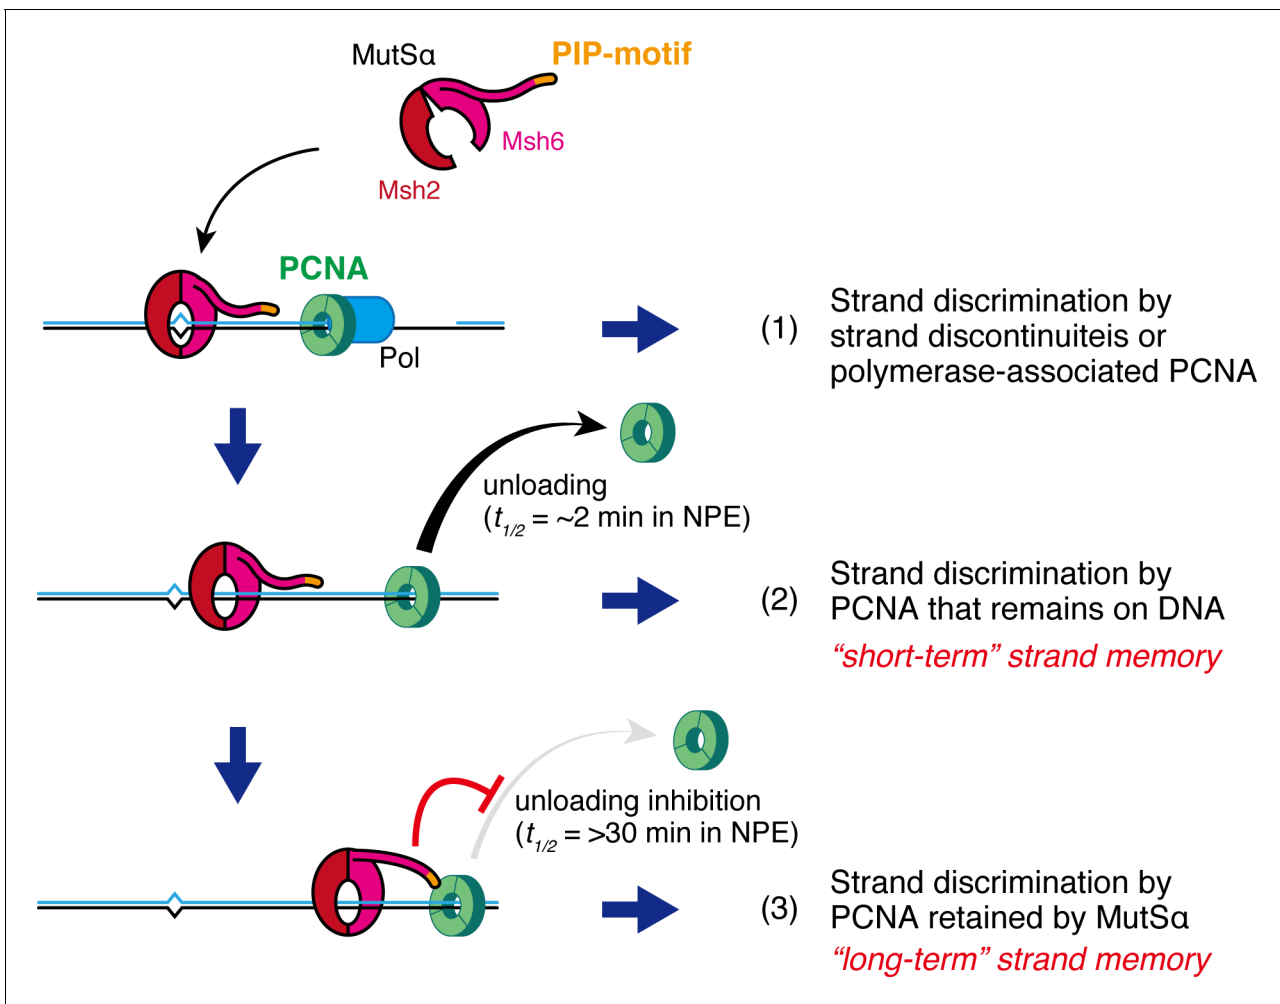 MutSα
PIP-motif
Msh6
Msh2
PCNA
Pol
(1)
Strand discrimination by
strand discontinuiteis or
polymerase-associated PCNA
unloading
(t1/2 = ~2 min in NPE)
(2)
Strand discrimination by
PCNA that remains on DNA
“short-term” strand memory
unloading inhibition
(t1/2 = >30 min in NPE)
(3)
Strand discrimination by
PCNA retained by MutSα
“long-term” strand memory